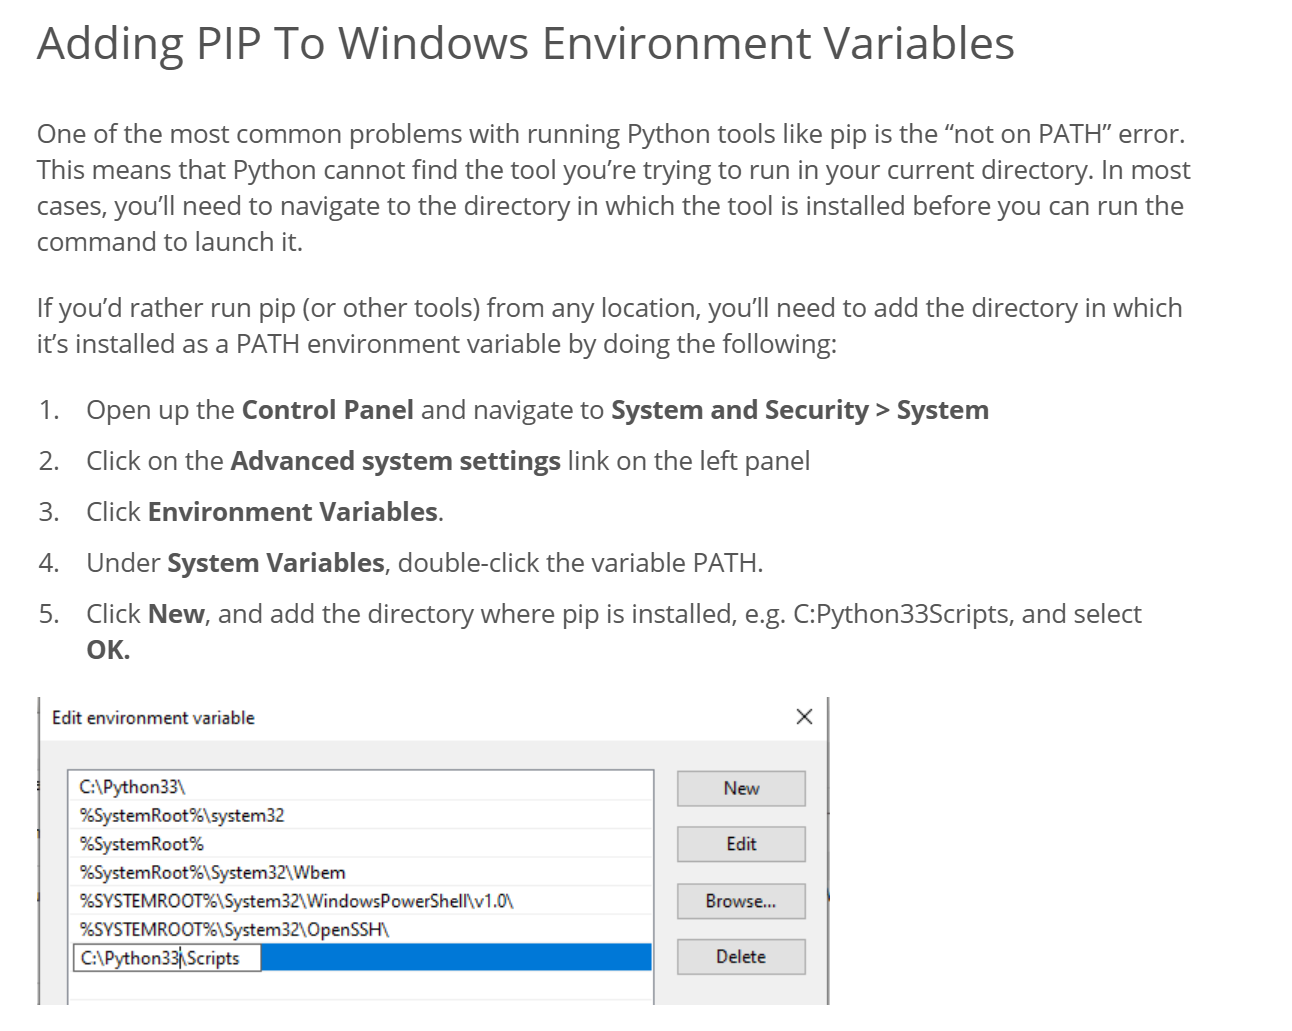 Adding PIP To Windows Environment Variables
One of the most common problems with running Python tools like pip is the “not on PATH” error.
This means that Python cannot find the tool you’re trying to run in your current directory. In most
cases, you’ll need to navigate to the directory in which the tool is installed before you can run the
command to launch it.
If you’d rather run pip (or other tools) from any location, you’ll need to add the directory in which
it’s installed as a PATH environment variable by doing the following:
1. Open up the Control Panel and navigate to System and Security > System
2. Click on the Advanced system settings link on the left panel
3. Click Environment Variables.
4. Under System Variables, double-click the variable PATH.
5. Click New, and add the directory where pip is installed, e.g. C:Python33Scripts, and select
OK.
Edit environment variable
C:\Python33\
New
%SystemRoot%\system32
%SystemRoot%
Edit
%SystemRoot%\System32\Wbem
%SYSTEMROOT%\System32\WindowsPowerShell\v1.0\
Browse...
%SYSTEMROOT%\System32\OpenSSH\
C:\Python33\Scripts
Delete